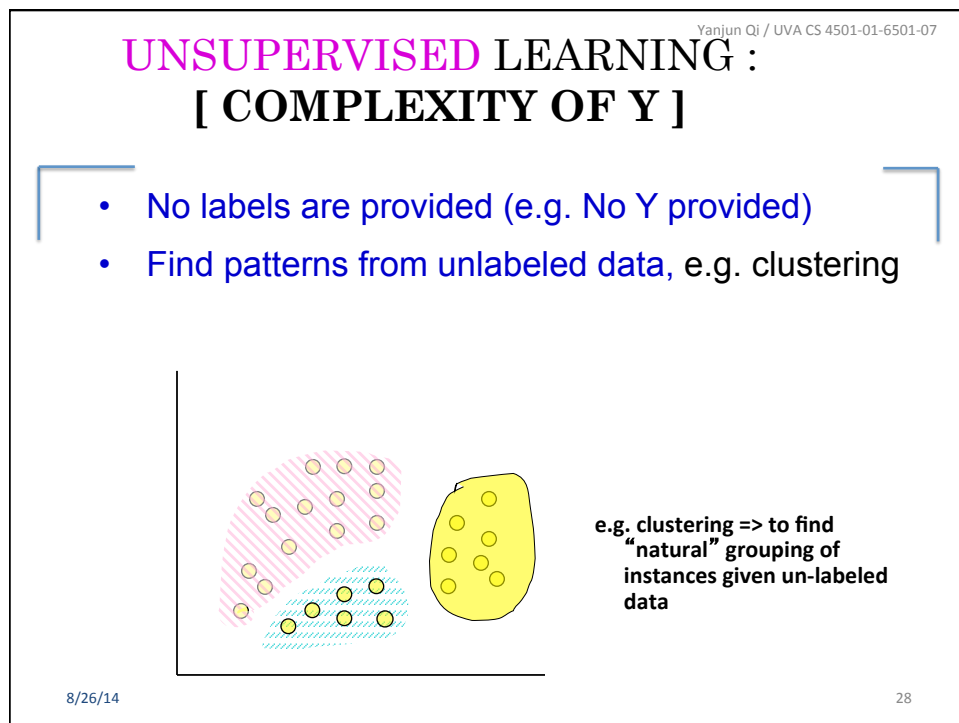 Yanjun Qi / UVA CS 4501-01-6501-07
UNSUPERVISED LEARNING :
[ COMPLEXITY OF Y ]
• No labels are provided (e.g. No Y provided)
• Find patterns from unlabeled data, e.g. clustering
e.g. clustering => to find
“natural” grouping of
instances given un-labeled
data
8/26/14
28